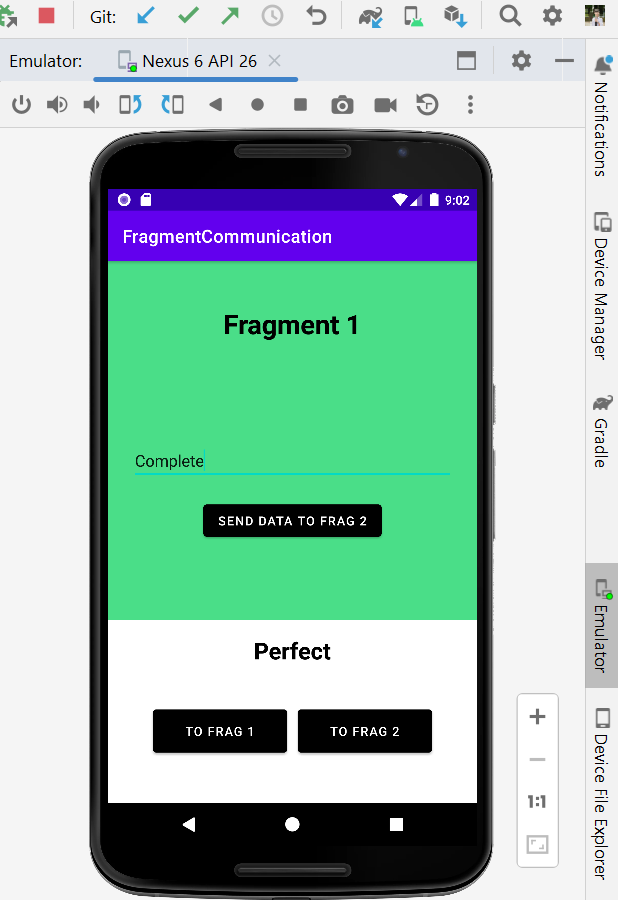 Git:
Emulator:
Nexus 6 API 26
9:02
FragmentCommunication
Fragment 1
Complete
SEND DATA TO FRAG 2
Perfect
TO FRAG 1
TO FRAG 2
1:1
Notifications
Device Manager
Gradle
Emulator
Device File Explorer